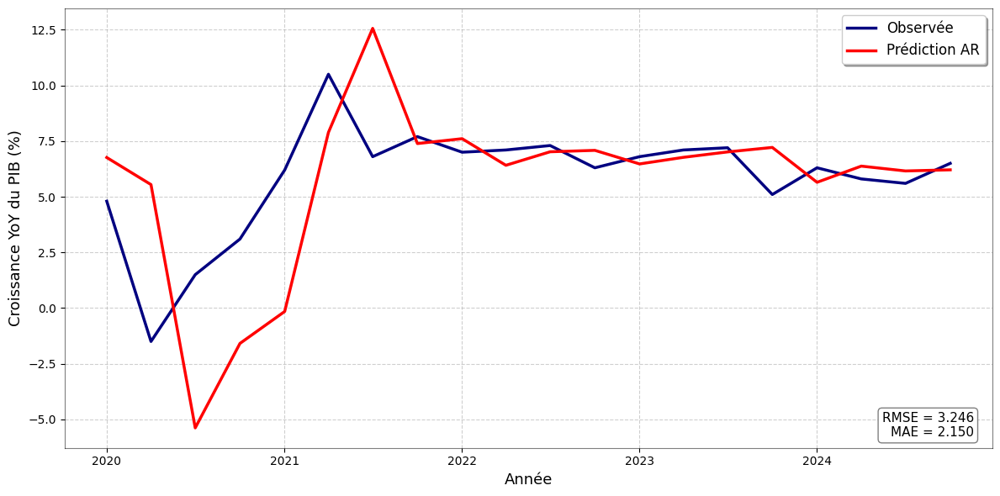 Observée
Prédiction AR
Croissance YoY du PIB (%)
12.5
10.0
7.5
5.0
2.5
0.0
−2.5
−5.0
RMSE = 3.246
MAE = 2.150
2020
2021
2022
2023
2024
Année